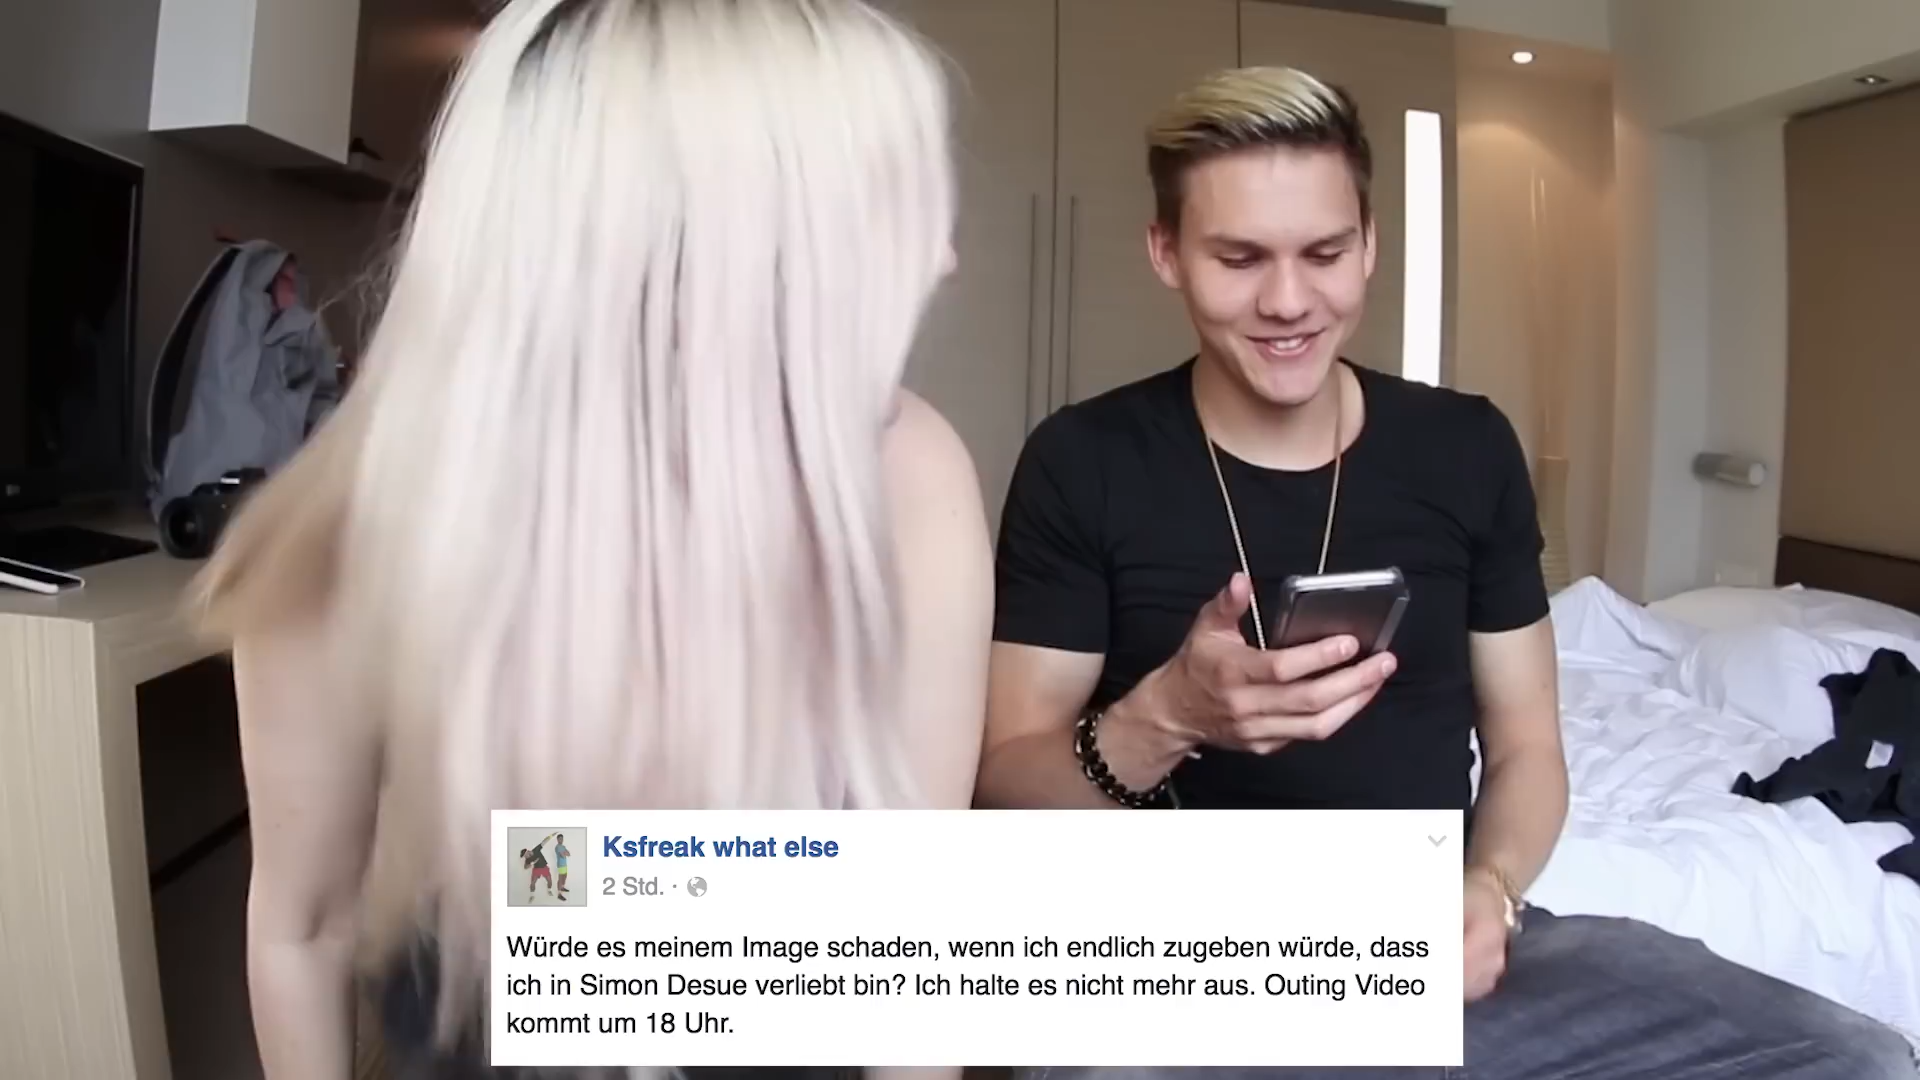 Ksfreak what else
2 Std. ·
Würde es meinem Image schaden, wenn ich endlich zugeben würde, dass
ich in Simon Desue verliebt bin? Ich halte es nicht mehr aus. Outing Video
kommt um 18 Uhr.